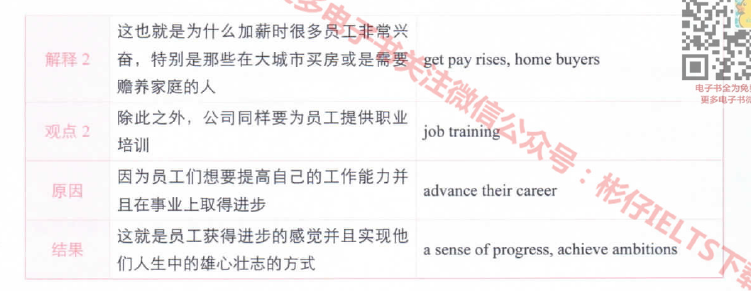 这也就是为什么加薪时很多员工非常兴
解释 2
奋，特别是那些在大城市买房或是需要
get pay rises, home buyers
赡养家庭的人
观点 2
除此之外，公司同样要为员工提供职业
培训
job training
原因
因为员工们想要提高自己的工作能力并
且在事业上取得进步
advance their career
结果
这就是员工获得进步的感觉并且实现他
们人生中的雄心壮志的方式
a sense of progress, achieve ambitions
多电子书关注微信公众号：彬仔IELTS下载
电子书全为免
更多电子书